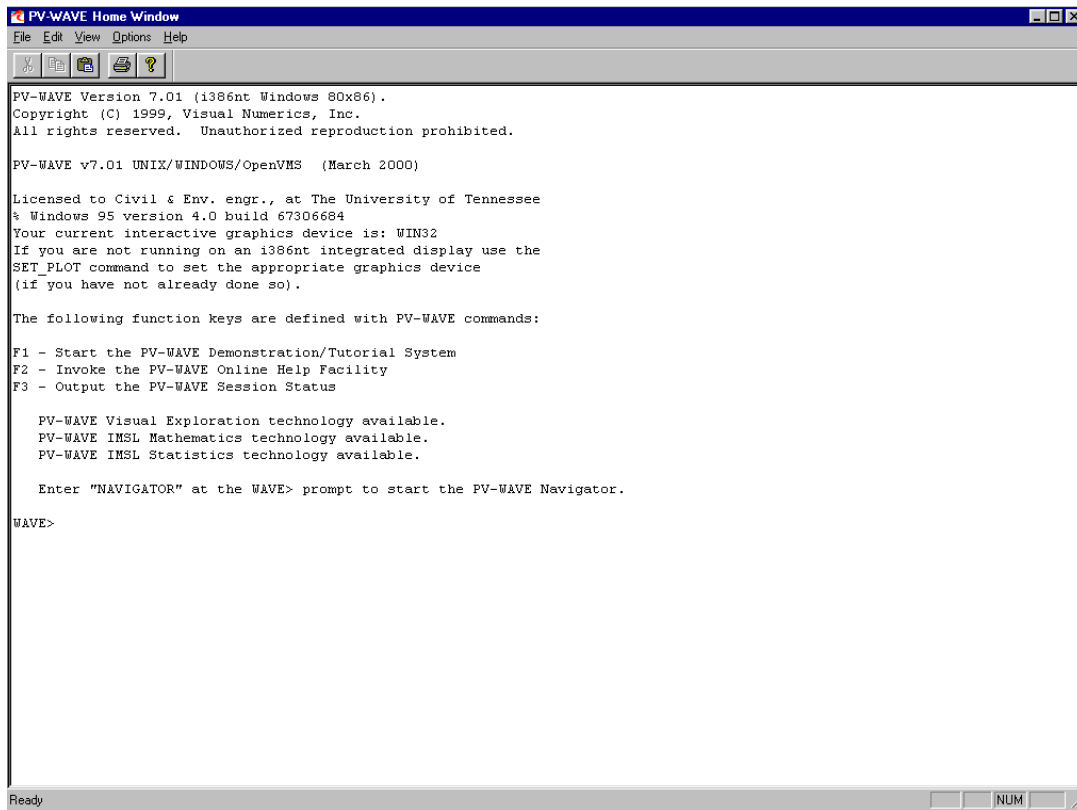 PV-WAVE Home Window
File Edit View Options Help
PV-WAVE Version 7.01 (i386nt Windows 80x86).
Copyright (C) 1999, Visual Numerics, Inc.
All rights reserved.  Unauthorized reproduction prohibited.
PV-WAVE v7.01 UNIX/WINDOWS/OpenVMS  (March 2000)
Licensed to Civil & Env. engr., at The University of Tennessee
% Windows 95 version 4.0 build 67306684
Your current interactive graphics device is: WIN32
If you are not running on an i386nt integrated display use the
SET_PLOT command to set the appropriate graphics device
(if you have not already done so).
The following function keys are defined with PV-WAVE commands:
F1 - Start the PV-WAVE Demonstration/Tutorial System
F2 - Invoke the PV-WAVE Online Help Facility
F3 - Output the PV-WAVE Session Status
PV-WAVE Visual Exploration technology available.
PV-WAVE IMSL Mathematics technology available.
PV-WAVE IMSL Statistics technology available.
Enter "NAVIGATOR" at the WAVE> prompt to start the PV-WAVE Navigator.
WAVE>
Ready NUM